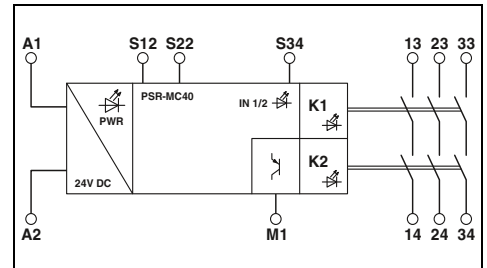 A1 S12 S22 S34 13 23 33
PSR-MC40
IN 1/2
K1
PWR
K2
24V DC
A2 M1 14 24 34